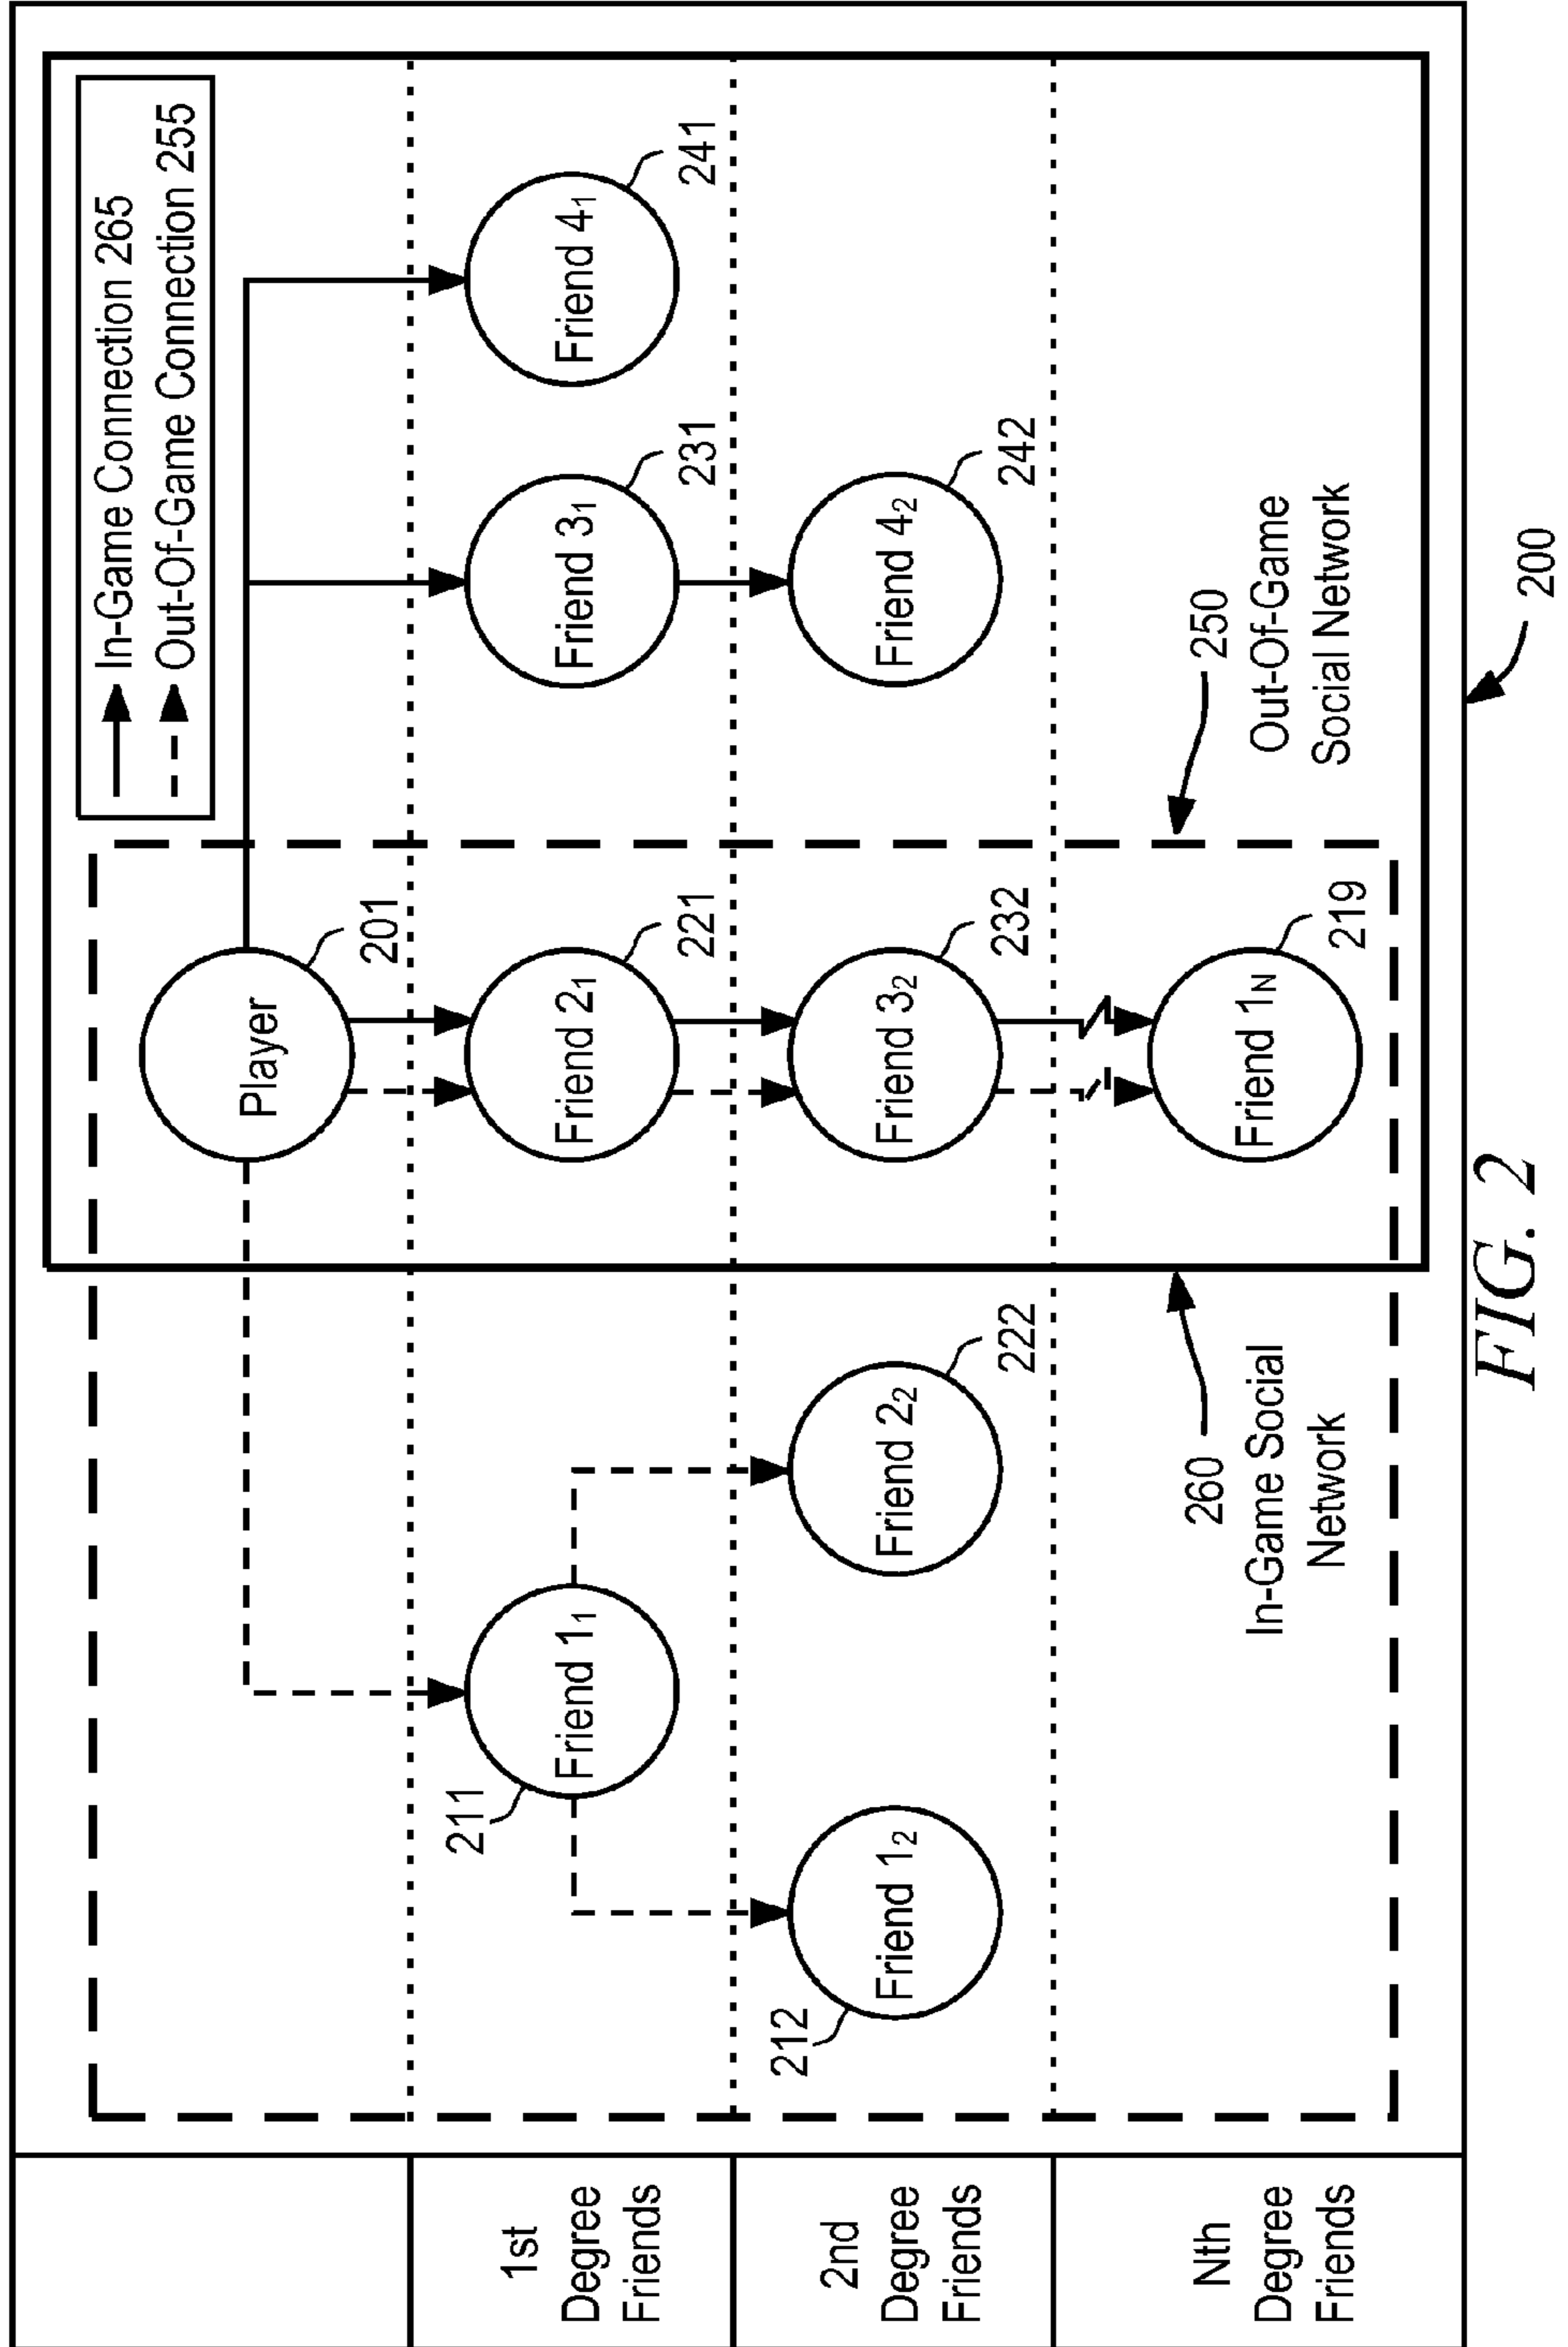 In-Game Connection 265
Out-Of-Game Connection 255
Player
201
1st
Degree
Friends
211
Friend 1₁
Friend 2₁
221
Friend 3₁
231
Friend 4₁
241
2nd
Degree
Friends
212
Friend 1₂
Friend 2₂
222
Friend 3₂
232
Friend 4₂
242
Nth
Degree
Friends
260
In-Game Social
Network
Friend 1N
219
250
Out-Of-Game
Social Network
200
FIG. 2